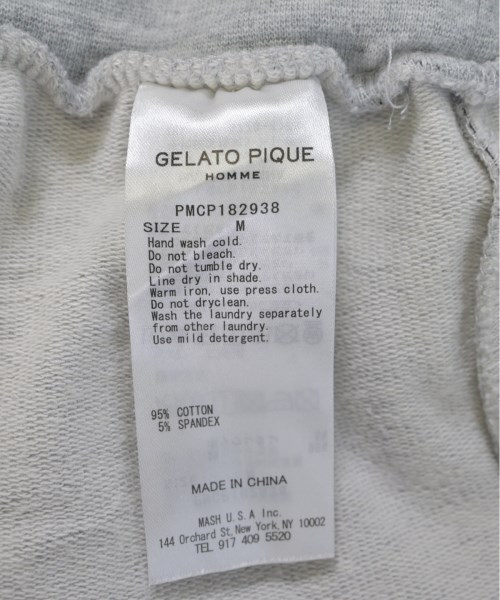 GELATO PIQUE
HOMME
PMCP182938
SIZE M
Hand wash cold.
Do not bleach.
Do not tumble dry.
Line dry in shade.
Warm iron, use press cloth.
Do not dryclean.
Wash the laundry separately
from other laundry.
Use mild detergent.
95% COTTON
5% SPANDEX
MADE IN CHINA
MASH U.S.A Inc.
144 Orchard St. New York, NY 10002
TEL 917 409 5520